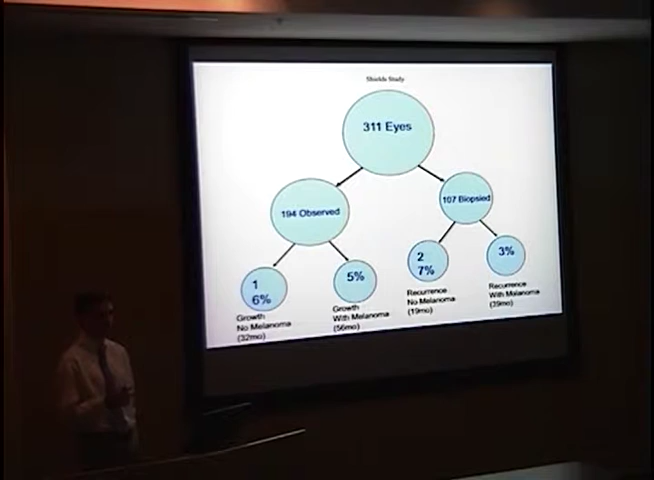 Shields Study
311 Eyes
194 Observed
107 Biopsied
1
6%
5%
2
7%
3%
Growth
No Melanoma
(32mo)
Growth
With Melanoma
(56mo)
Recurrence
No Melanoma
(19mo)
Recurrence
With Melanoma
(39mo)